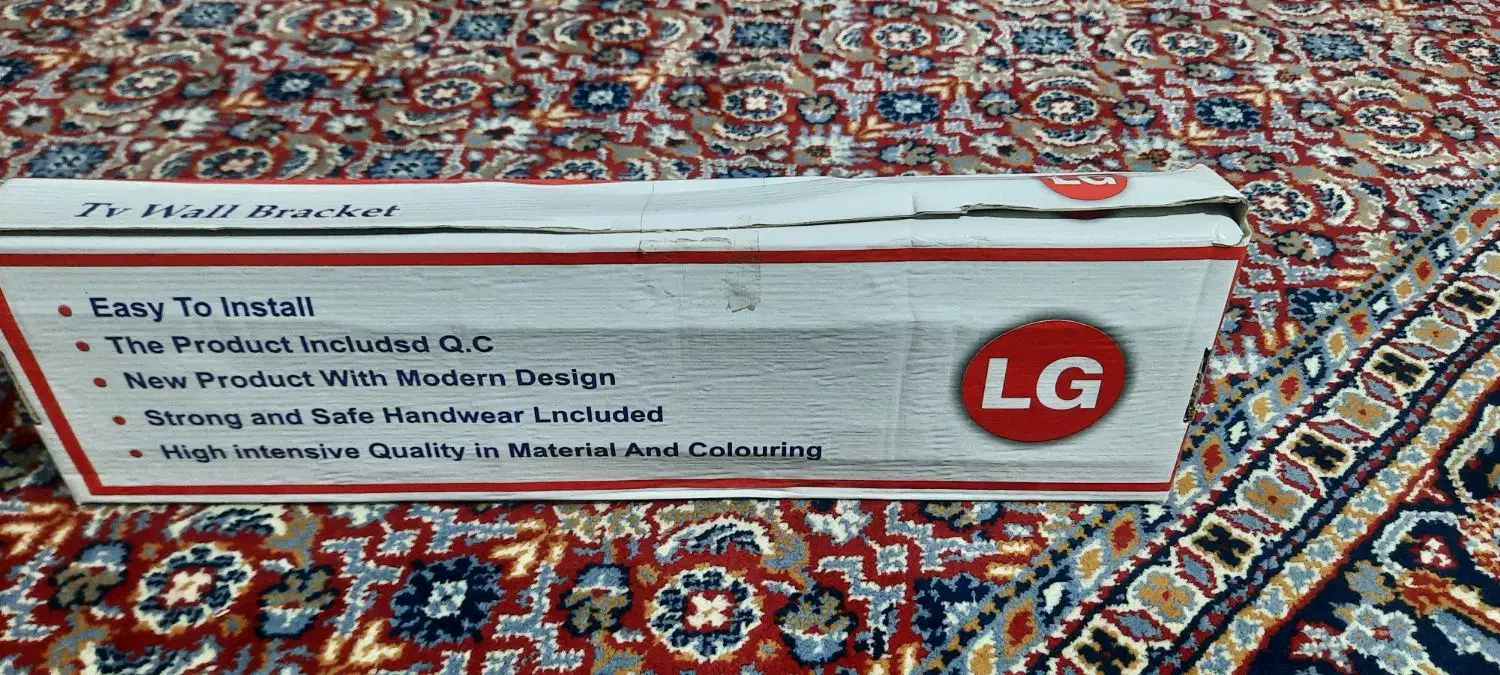 Tv Wall Bracket
LG
Easy To Install
The Product Includsd Q.C
New Product With Modern Design
Strong and Safe Handwear Lncluded
High intensive Quality in Material And Colouring
LG